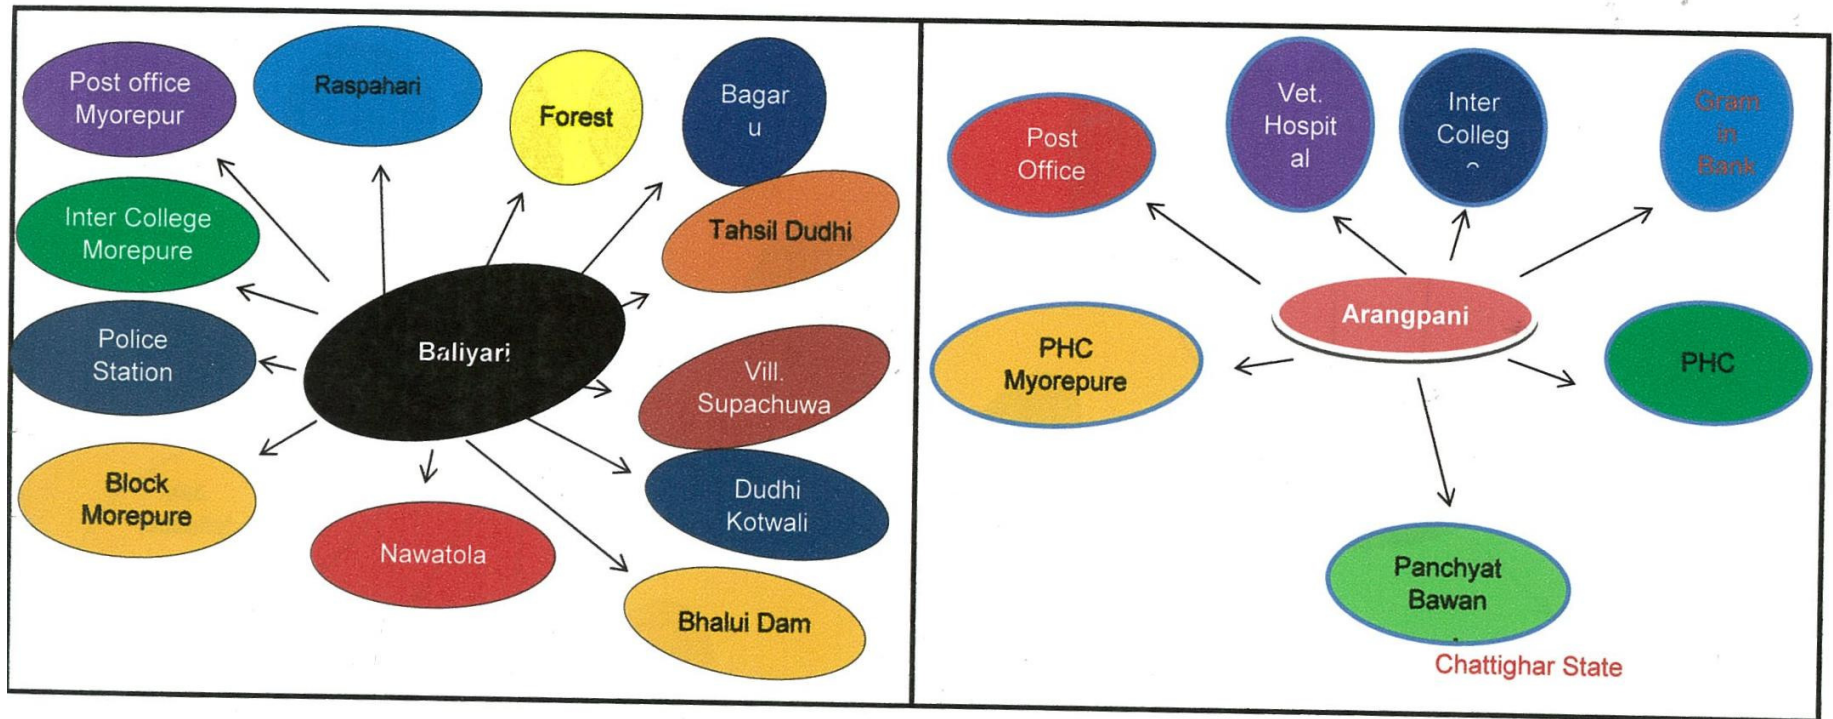 Post office
Myorepur
Raspahari
Forest
Bagar
u
Inter College
Morepure
Tahsil Dudhi
Police
Station
Baliyari
Vill.
Supachuwa
Block
Morepure
Nawatola
Dudhi
Kotwali
Bhalui Dam
Post
Office
Vet.
Hospit
al
Inter
Colleg
Gram
in
Bank
Arangpani
PHC
Myorepure
PHC
Panchyat
Bawan
Chattighar State